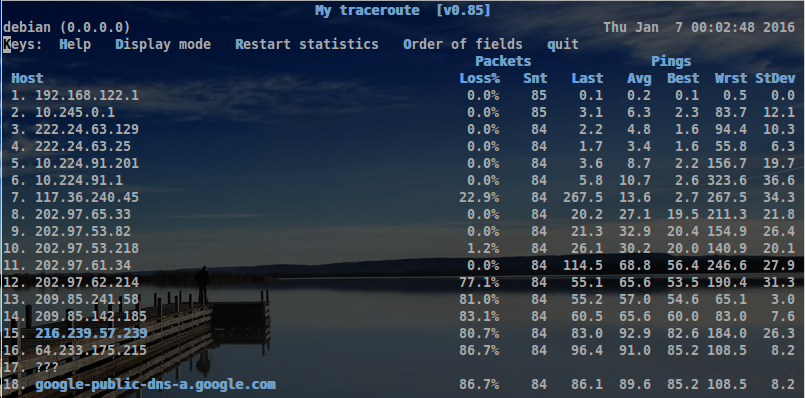 My traceroute [v0.85]
debian (0.0.0.0) Thu Jan 7 00:02:48 2016
Keys: Help Display mode Restart statistics Order of fields quit
Packets Pings
Host Loss% Snt Last Avg Best Wrst StDev
1. 192.168.122.1 0.0% 85 0.1 0.2 0.1 0.5 0.0
2. 10.245.0.1 0.0% 85 3.1 6.3 2.3 83.7 12.1
3. 222.24.63.129 0.0% 84 2.2 4.8 1.6 94.4 10.3
4. 222.24.63.25 0.0% 84 1.7 3.4 1.6 55.8 6.3
5. 10.224.91.201 0.0% 84 3.6 8.7 2.2 156.7 19.7
6. 10.224.91.1 0.0% 84 5.8 10.7 2.6 323.6 36.6
7. 117.36.240.45 22.9% 84 267.5 13.6 2.7 267.5 34.3
8. 202.97.65.33 0.0% 84 20.2 27.1 19.5 211.3 21.8
9. 202.97.53.82 0.0% 84 21.3 32.9 20.4 154.9 26.4
10. 202.97.53.218 1.2% 84 26.1 30.2 20.0 140.9 20.1
11. 202.97.61.34 0.0% 84 114.5 68.8 56.4 246.6 27.9
12. 202.97.62.214 77.1% 84 55.1 65.6 53.5 190.4 31.3
13. 209.85.241.58 81.0% 84 55.2 57.0 54.6 65.1 3.0
14. 209.85.142.185 83.1% 84 60.5 65.6 60.0 83.0 7.6
15. 216.239.57.239 80.7% 84 83.0 92.9 82.6 184.0 26.3
16. 64.233.175.215 86.7% 84 96.4 91.0 85.2 108.5 8.2
17. ???
18. google-public-dns-a.google.com 86.7% 84 86.1 89.6 85.2 108.5 8.2